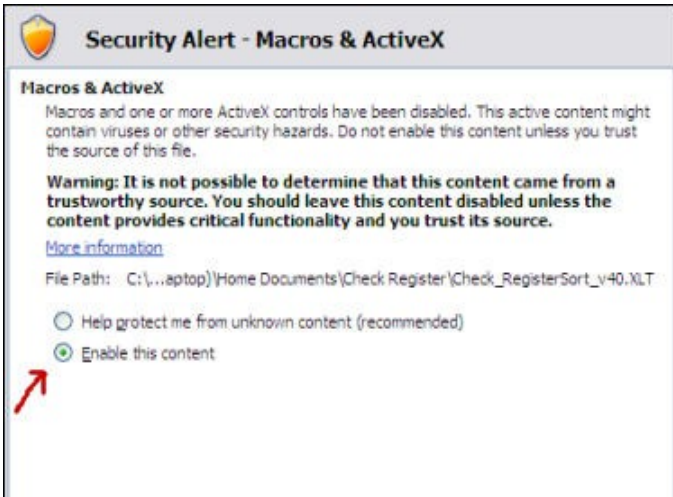 Security Alert - Macros & ActiveX
Macros & ActiveX
Macros and one or more ActiveX controls have been disabled. This active content might
contain viruses or other security hazards. Do not enable this content unless you trust
the source of this file.
Warning: It is not possible to determine that this content came from a
trustworthy source. You should leave this content disabled unless the
content provides critical functionality and you trust its source.
More information
File Path: C:\...aptop)\Home Documents\Check Register\Check_RegisterSort_v40.XLT
Help protect me from unknown content (recommended)
Enable this content